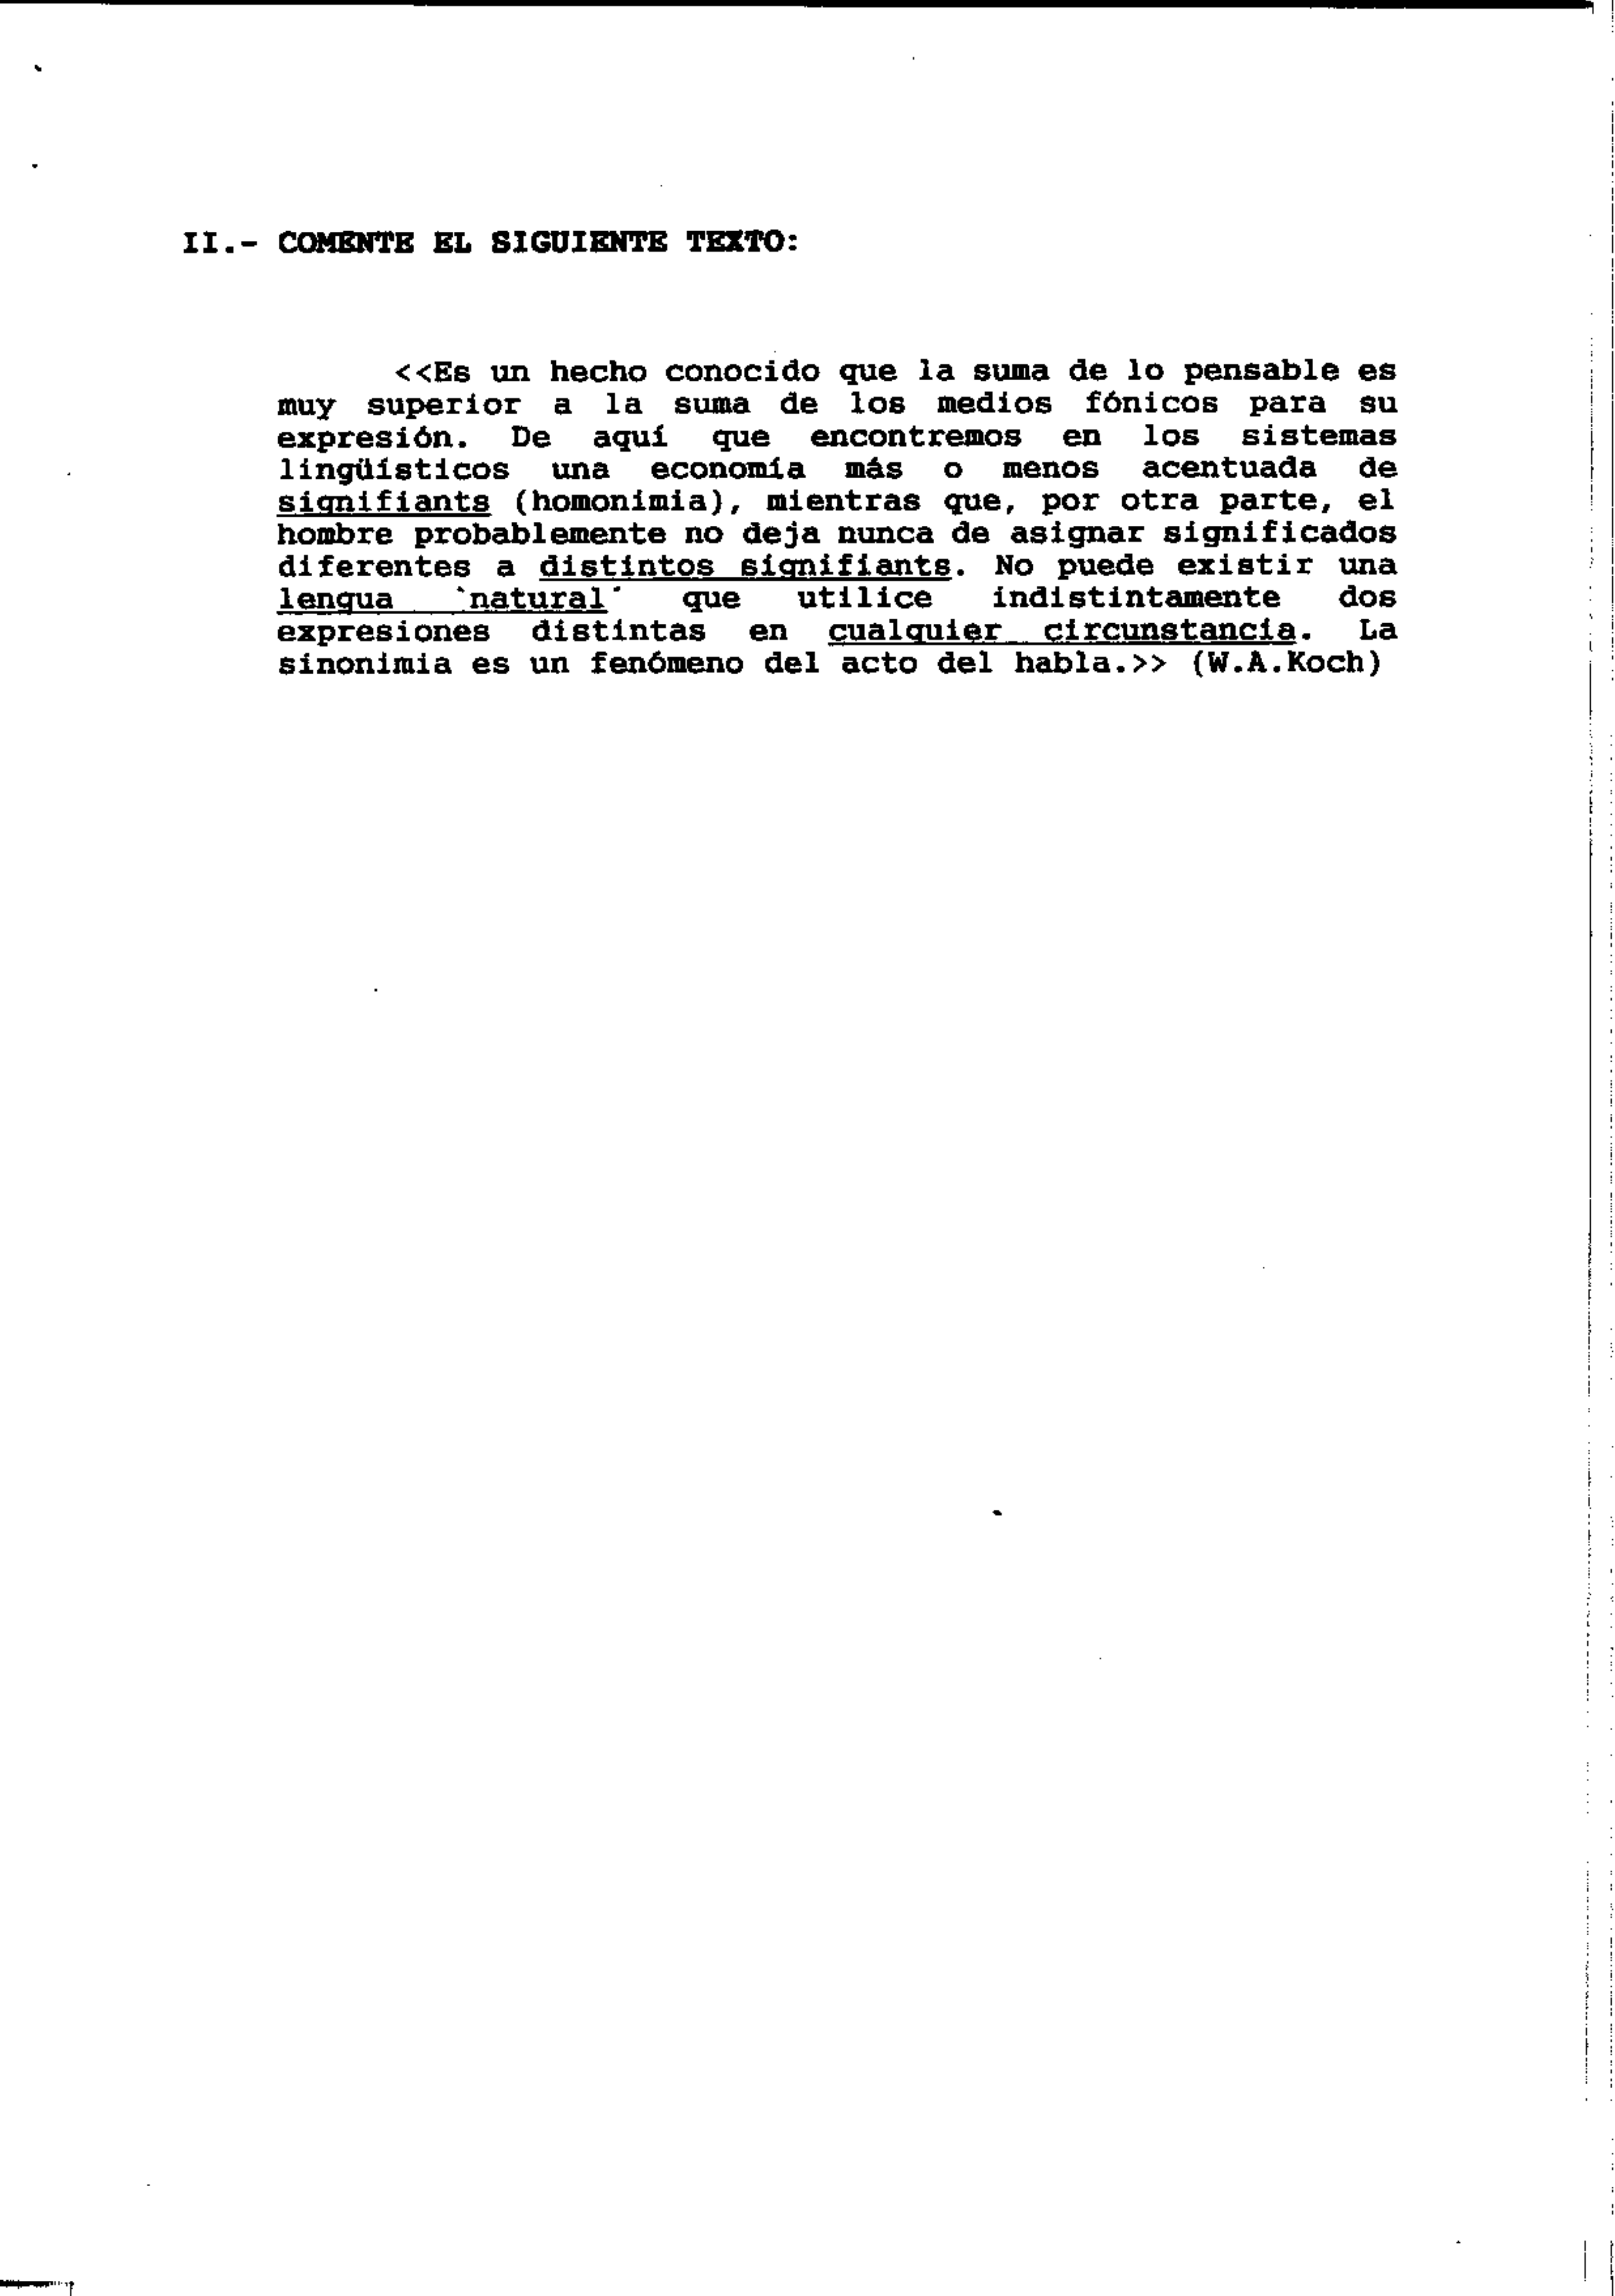 II.- COMENTE EL SIGUIENTE TEXTO:
<<Es un hecho conocido que la suma de lo pensable es
muy superior a la suma de los medios fónicos para su
expresión. De aquí que encontremos en los sistemas
lingüísticos una economía más o menos acentuada de
signifiants (homonimia), mientras que, por otra parte, el
hombre probablemente no deja nunca de asignar significados
diferentes a distintos signifiants. No puede existir una
lengua `natural´ que utilice indistintamente dos
expresiones distintas en cualquier circunstancia. La
sinonimia es un fenómeno del acto del habla.>> (W.A.Koch)